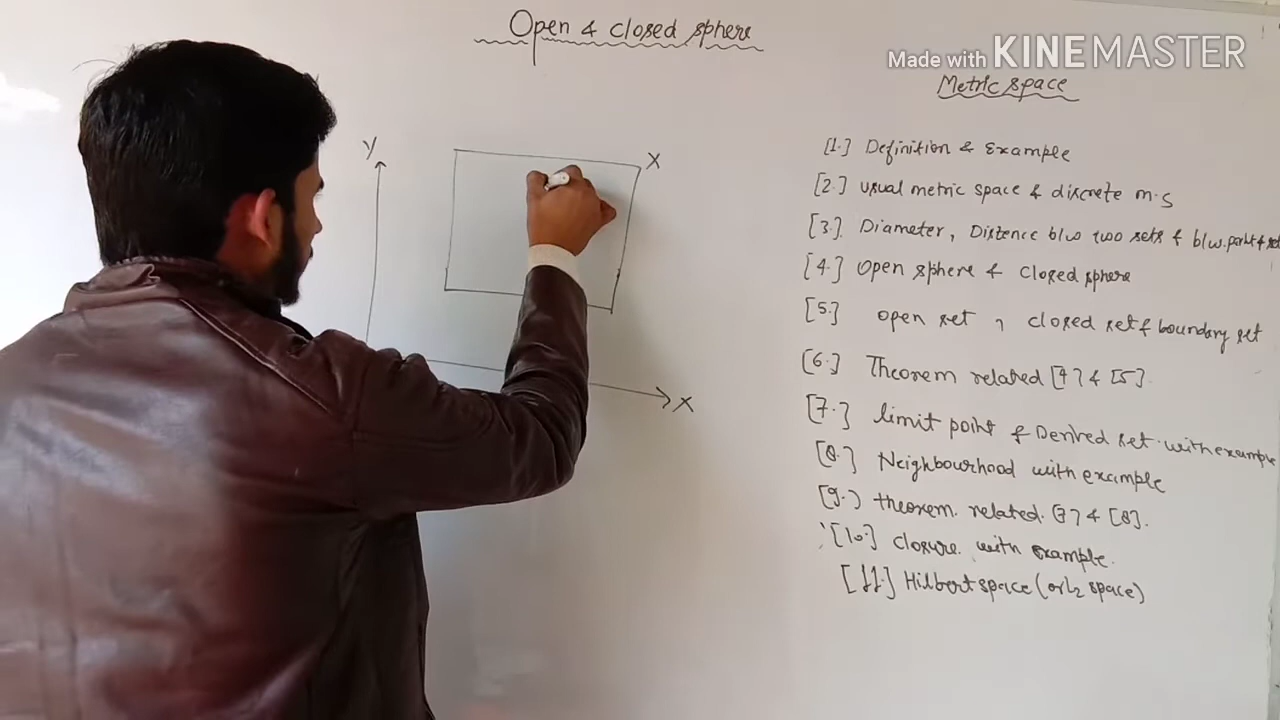 Open & closed sphere
Made with KINEMASTER
Metric space
Y
X
X
[1.] Definition & Example
[2.] usual metric space & discrete m.s
[3.] Diameter, Distence b/w two sets & b/w. point & set
[4.] Open sphere & closed sphere
[5.] open set , closed set & boundary set
[6.] Theorem related [4] & [5].
[7.] limit point & Derived set. with example
[8.] Neighbourhood with example
[9.] theorem. related. [7] & [8].
[10.] closure. with example.
[11.] Hilbert space (or l2 space)